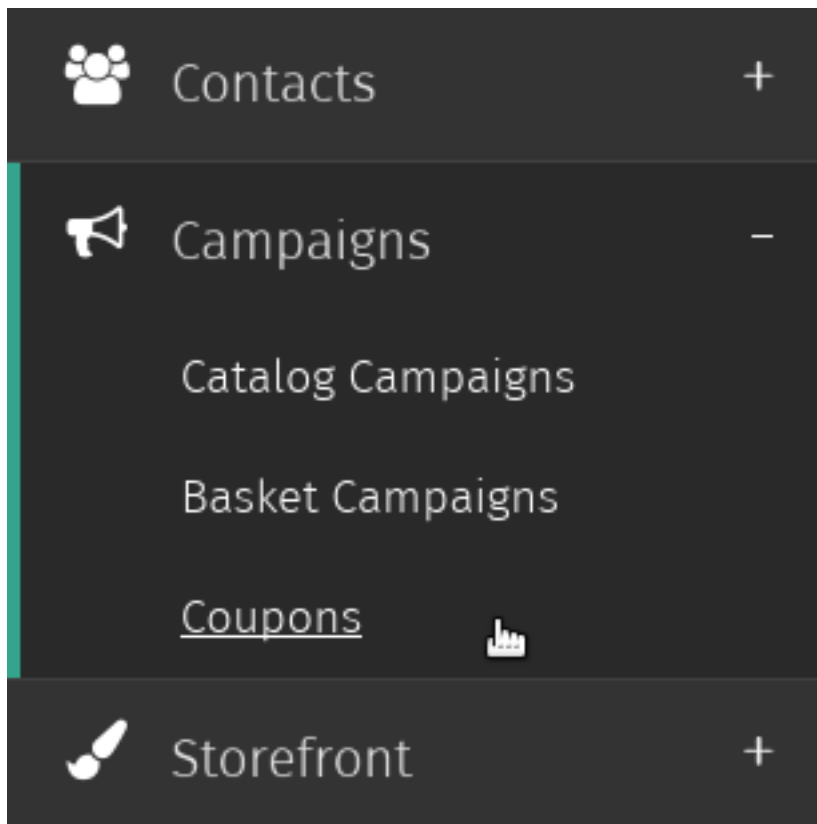 Contacts +
Campaigns –
Catalog Campaigns
Basket Campaigns
Coupons
Storefront +